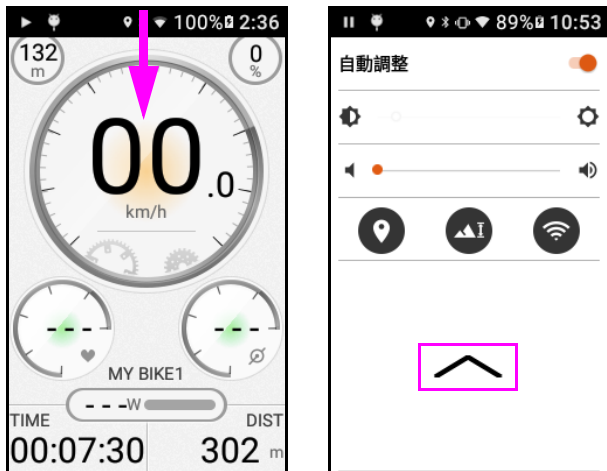 100% 2:36
132
m
0
%
00.0
km/h
---
---
MY BIKE1
---W
TIME
DIST
00:07:30
302 m
89% 10:53
自動調整